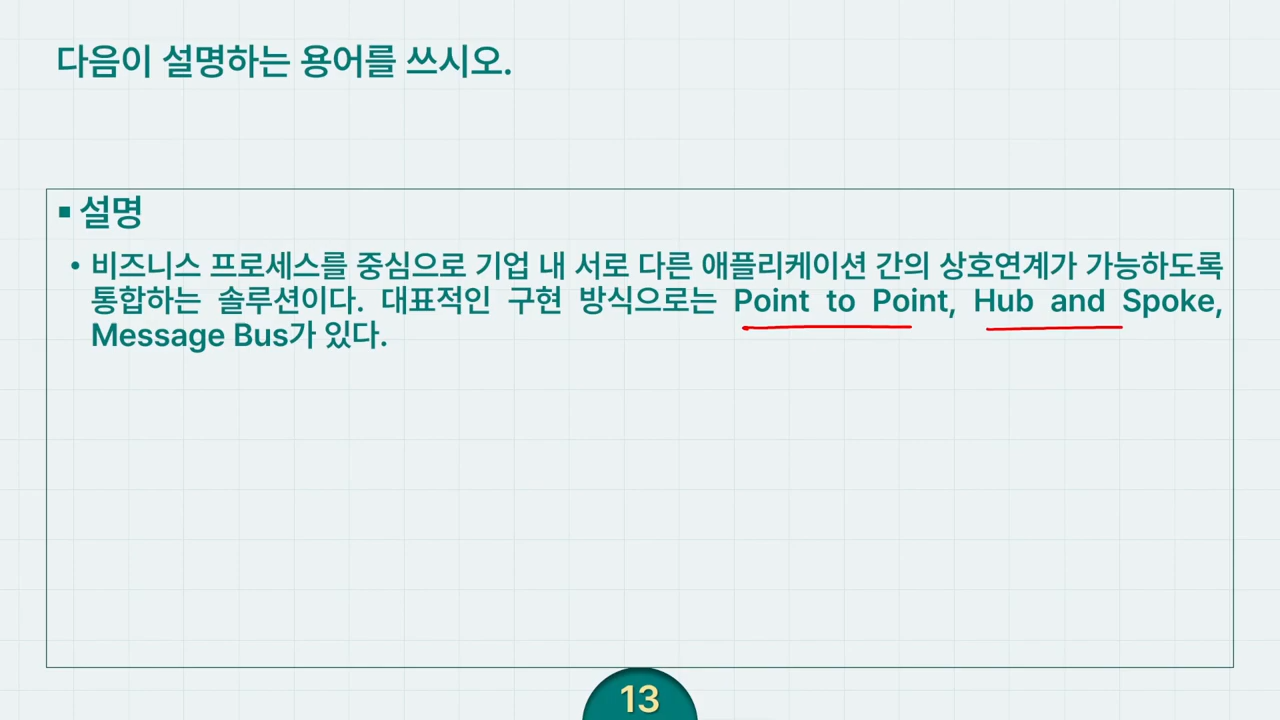 다음이 설명하는 용어를 쓰시오.
▪ 설명
• 비즈니스 프로세스를 중심으로 기업 내 서로 다른 애플리케이션 간의 상호연계가 가능하도록
통합하는 솔루션이다. 대표적인 구현 방식으로는 Point to Point, Hub and Spoke,
Message Bus가 있다.
13